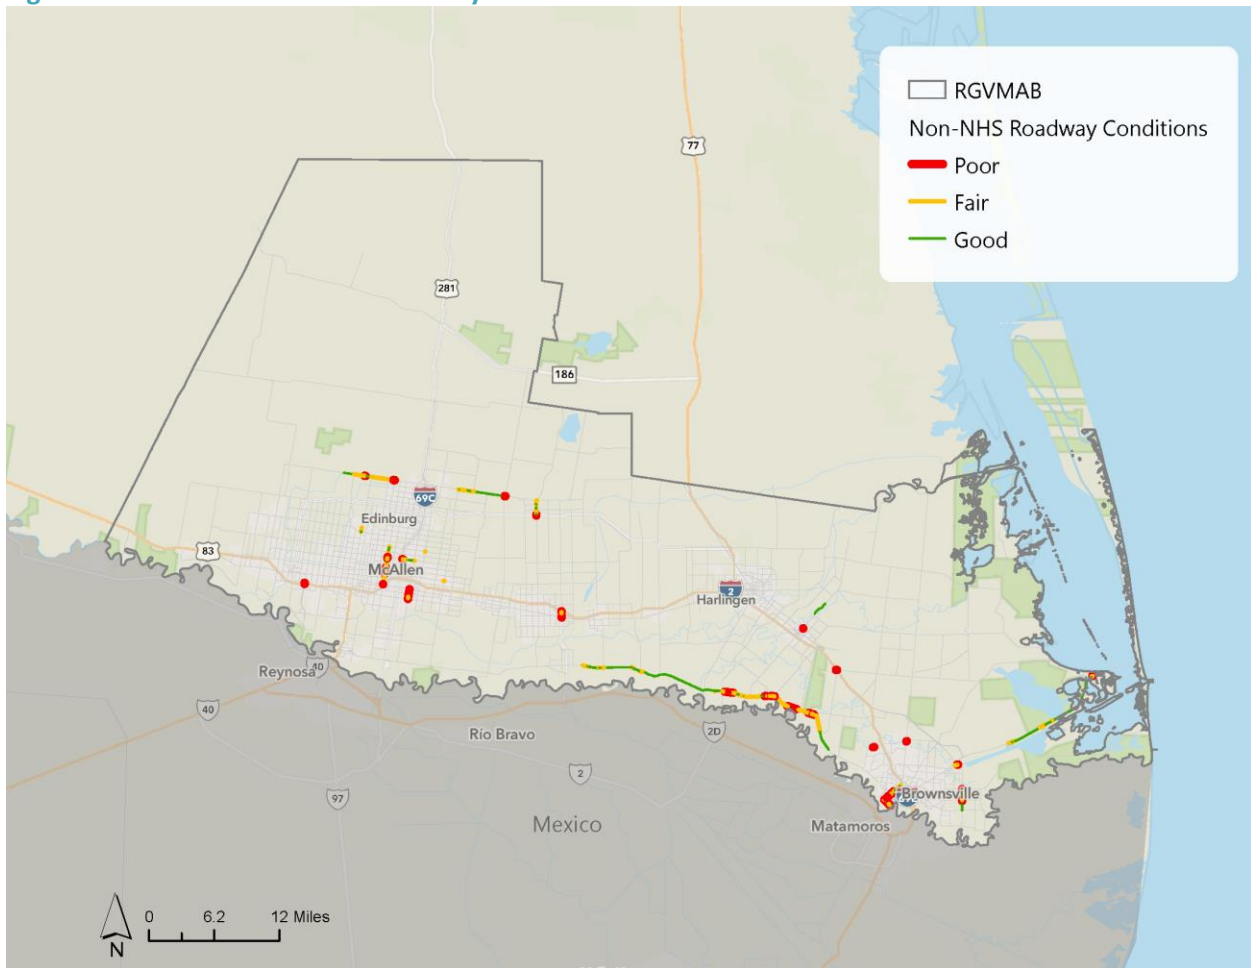 RGVMAB
Non-NHS Roadway Conditions
Poor
Fair
Good
77
281
186
69C
Edinburg
83
McAllen
2
Harlingen
Reynosa
40
40
Río Bravo
2D
2
97
Mexico
Brownsville
Matamoros
0 6.2 12 Miles
N